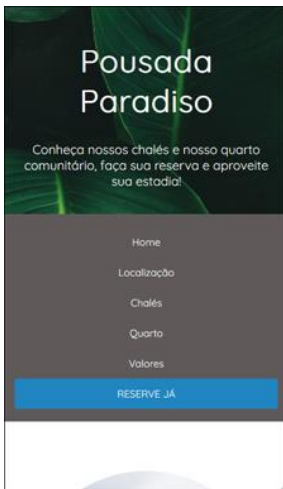 Pousada
Paradiso
Conheça nossos chalés e nosso quarto
comunitário, faça sua reserva e aproveite
sua estadia!
Home
Localização
Chalés
Quarto
Valores
RESERVE JÁ